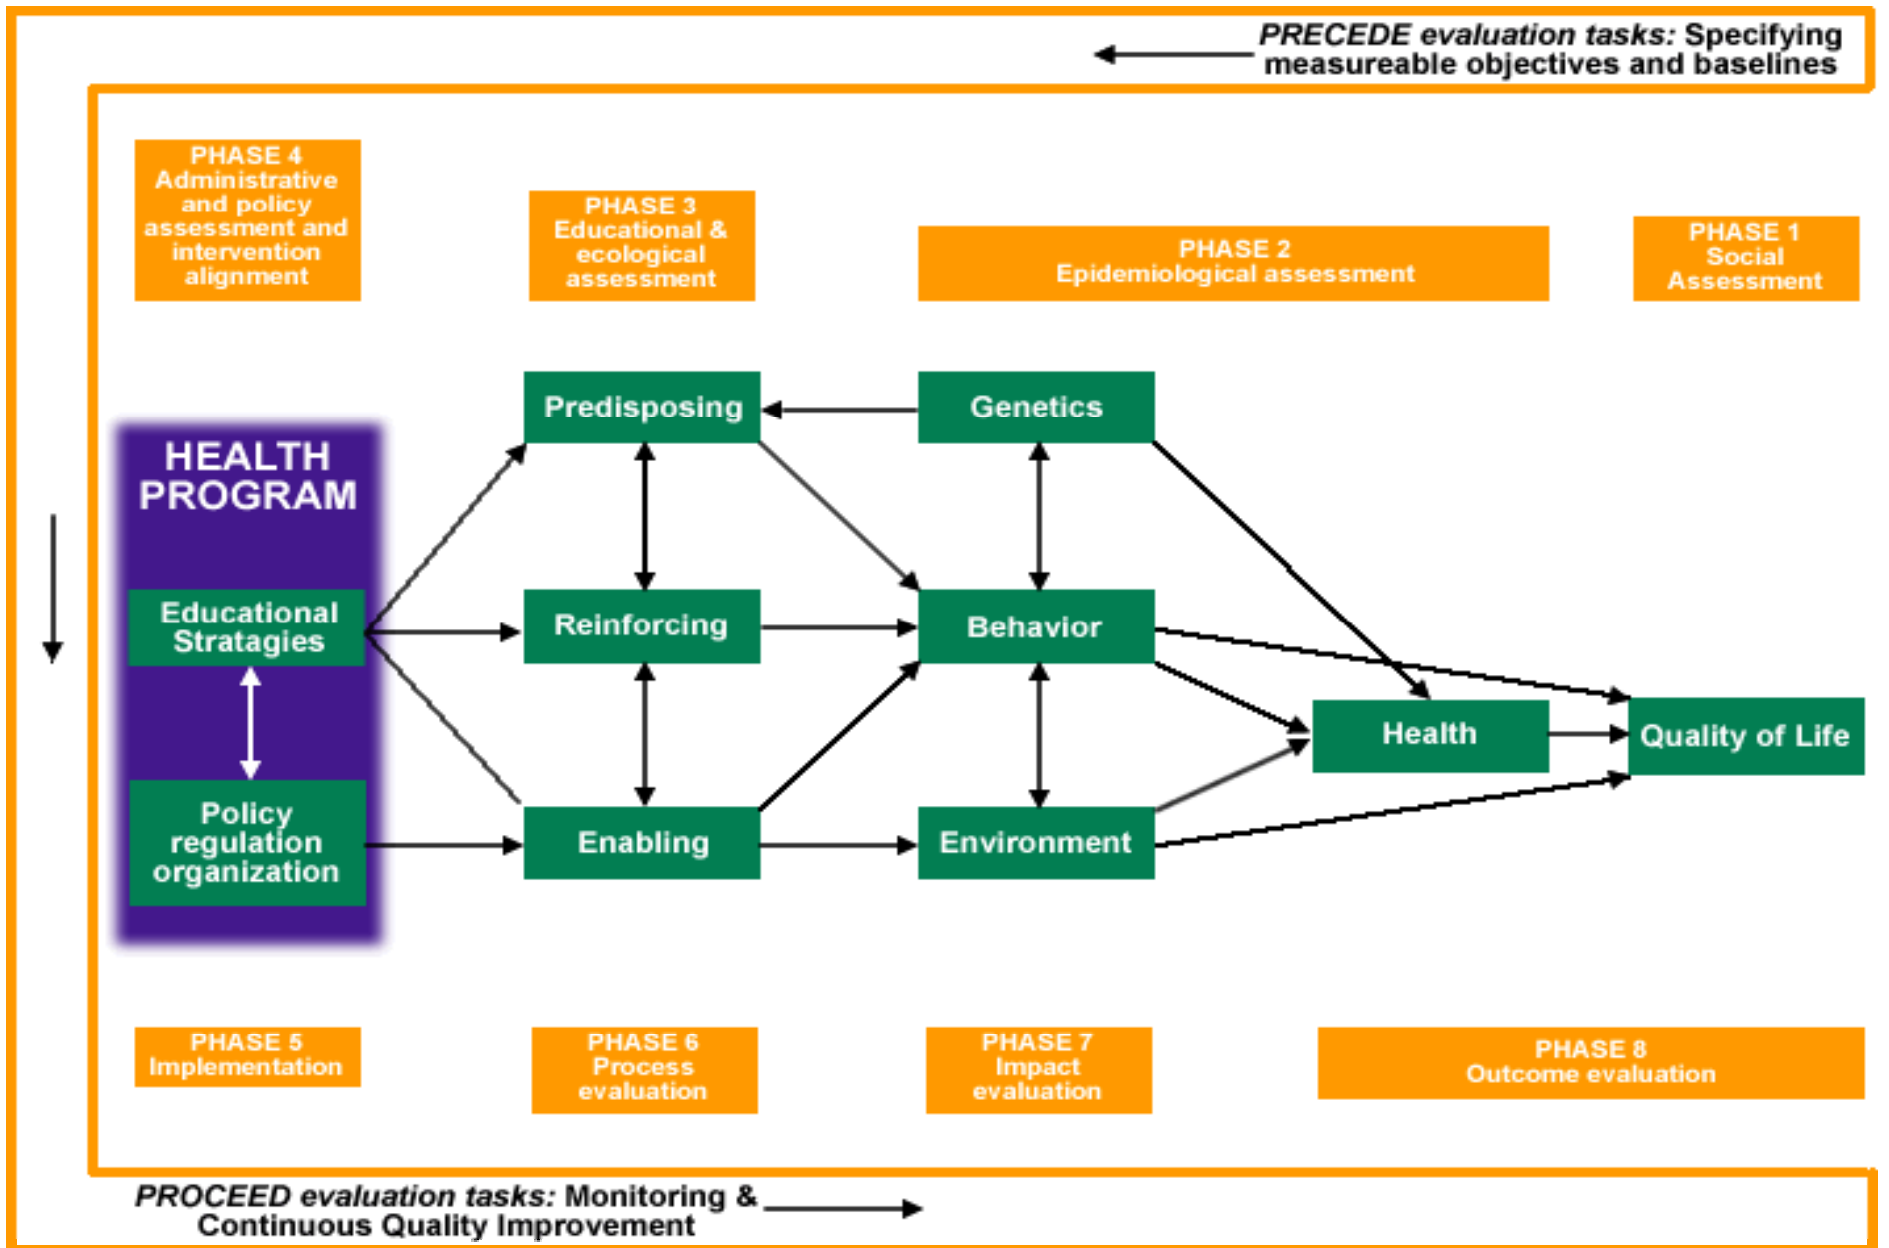 PRECEDE evaluation tasks: Specifying
measureable objectives and baselines
PHASE 4
Administrative
and policy
assessment and
intervention
alignment
PHASE 3
Educational &
ecological
assessment
PHASE 2
Epidemiological assessment
PHASE 1
Social
Assessment
HEALTH
PROGRAM
Educational
Stratagies
Policy
regulation
organization
Predisposing
Reinforcing
Enabling
Genetics
Behavior
Environment
Health
Quality of Life
PHASE 5
Implementation
PHASE 6
Process
evaluation
PHASE 7
Impact
evaluation
PHASE 8
Outcome evaluation
PROCEED evaluation tasks: Monitoring &
Continuous Quality Improvement